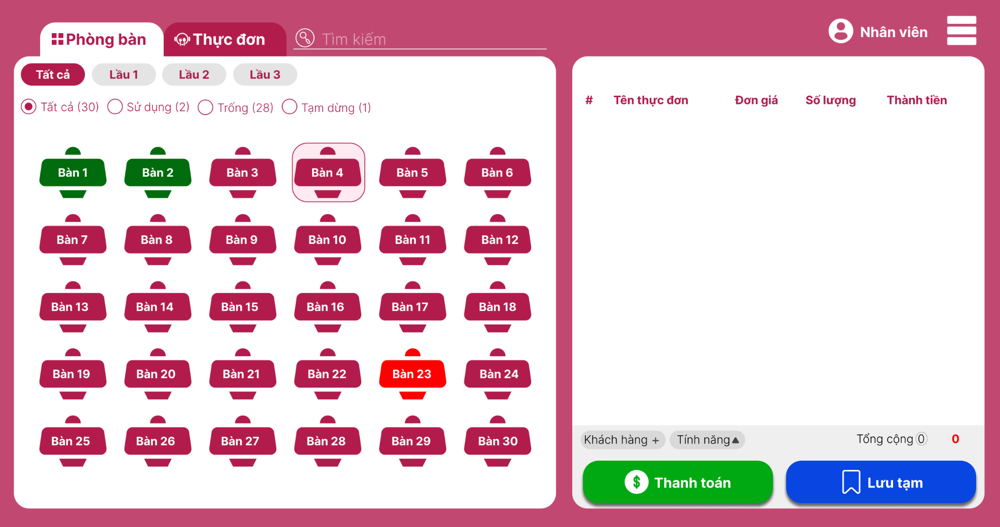 Phòng bàn Thực đơn Tìm kiếm Nhân viên
Tất cả Lầu 1 Lầu 2 Lầu 3
Tất cả (30) Sử dụng (2) Trống (28) Tạm dừng (1)
Bàn 1 Bàn 2 Bàn 3 Bàn 4 Bàn 5 Bàn 6
Bàn 7 Bàn 8 Bàn 9 Bàn 10 Bàn 11 Bàn 12
Bàn 13 Bàn 14 Bàn 15 Bàn 16 Bàn 17 Bàn 18
Bàn 19 Bàn 20 Bàn 21 Bàn 22 Bàn 23 Bàn 24
Bàn 25 Bàn 26 Bàn 27 Bàn 28 Bàn 29 Bàn 30
# Tên thực đơn Đơn giá Số lượng Thành tiền
Khách hàng + Tính năng Tổng cộng 0 0
$ Thanh toán Lưu tạm